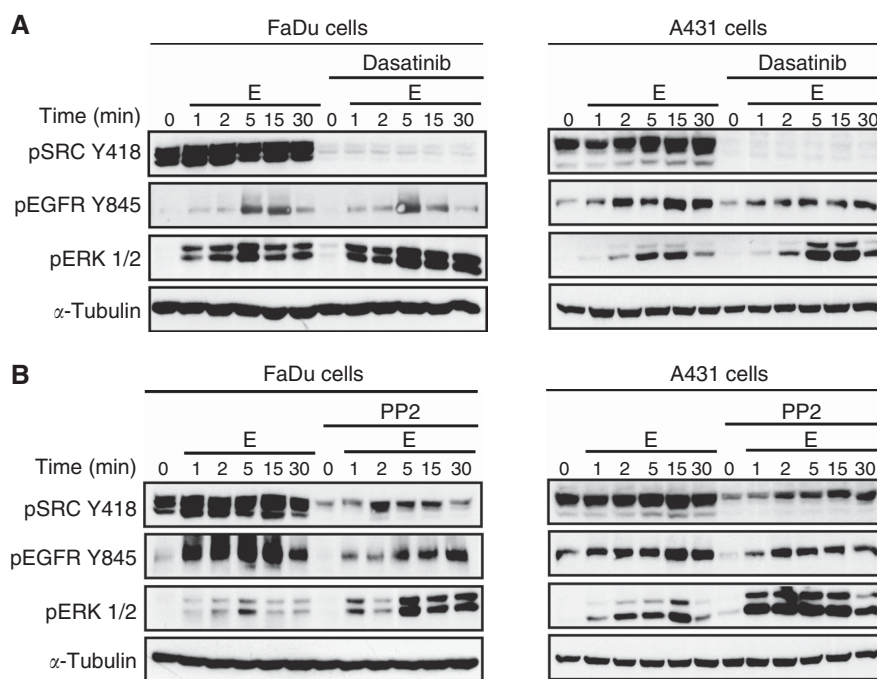 A
FaDu cells
A431 cells
Dasatinib
Dasatinib
E
E
E
E
Time (min) 0 1 2 5 15 30 0 1 2 5 15 30
0 1 2 5 15 30 0 1 2 5 15 30
pSRC Y418
pEGFR Y845
pERK 1/2
α-Tubulin
B
FaDu cells
A431 cells
PP2
PP2
E
E
E
E
Time (min) 0 1 2 5 15 30 0 1 2 5 15 30
0 1 2 5 15 30 0 1 2 5 15 30
pSRC Y418
pEGFR Y845
pERK 1/2
α-Tubulin